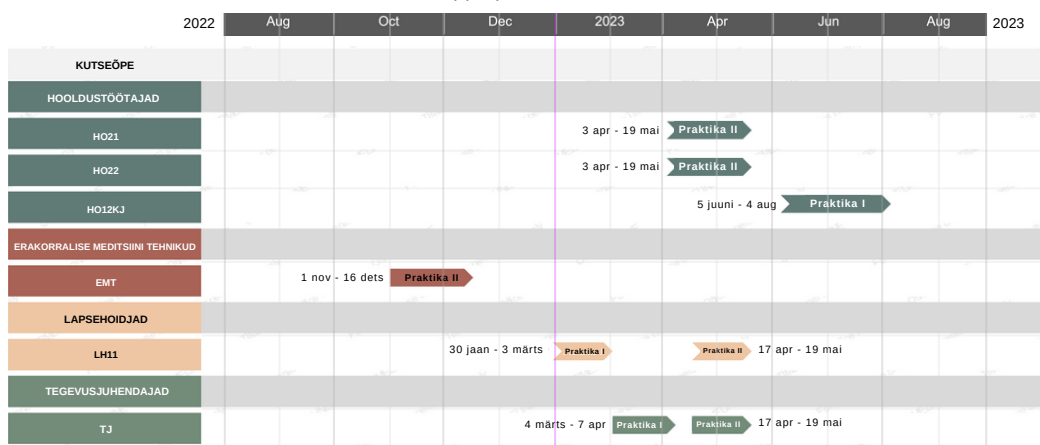 2022 Aug Oct Dec 2023 Apr Jun Aug 2023
KUTSEÕPE
HOOLDUSTÖÖTAJAD
HO21 3 apr - 19 mai Praktika II
HO22 3 apr - 19 mai Praktika II
HO12KJ 5 juuni - 4 aug Praktika I
ERAKORRALISE MEDITSIINI TEHNIKUD
EMT 1 nov - 16 dets Praktika II
LAPSEHOIDJAD
LH11 30 jaan - 3 märts Praktika I Praktika II 17 apr - 19 mai
TEGEVUSJUHENDAJAD
TJ 4 märts - 7 apr Praktika I Praktika II 17 apr - 19 mai